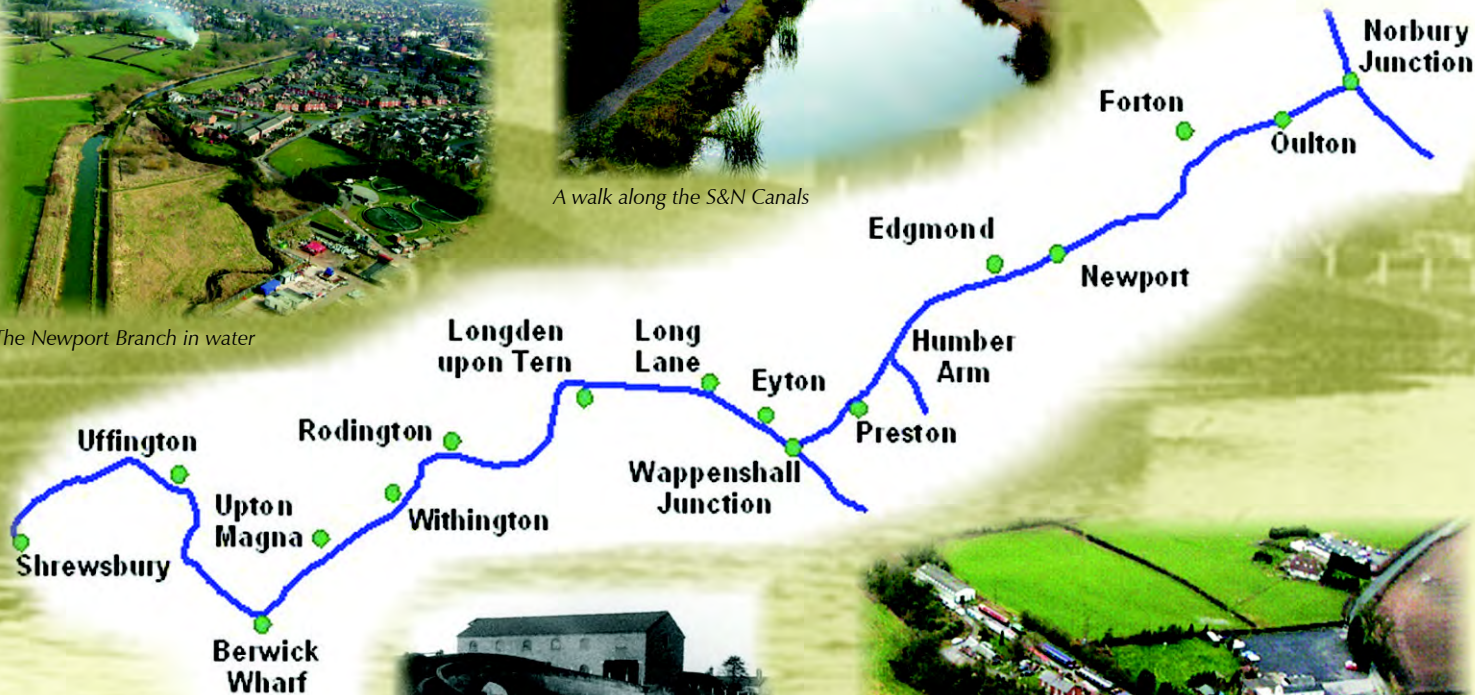 Norbury
Junction
Forton
Oulton
A walk along the S&N Canals
Edgmond
Newport
The Newport Branch in water
Longden
upon Tern
Long
Lane
Humber
Arm
Eyton
Uffington
Rodington
Preston
Wappenshall
Junction
Upton
Magna
Withington
Shrewsbury
Berwick
Wharf